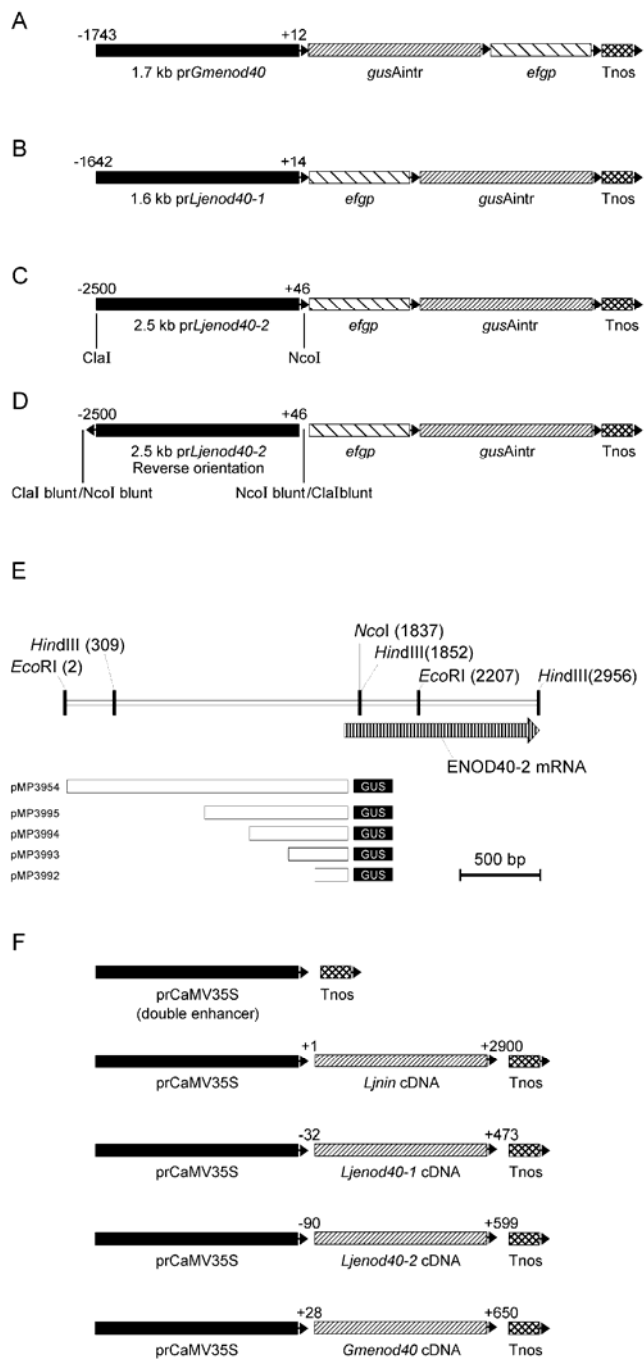 A
-1743 +12
1.7 kb prGmenod40 gusAintr efgp Tnos
B
-1642 +14
1.6 kb prLjenod40-1 efgp gusAintr Tnos
C
-2500 +46
2.5 kb prLjenod40-2 efgp gusAintr Tnos
ClaI NcoI
D
-2500 +46
2.5 kb prLjenod40-2 efgp gusAintr Tnos
Reverse orientation
ClaI blunt/NcoI blunt NcoI blunt/ClaIblunt
E
NcoI (1837)
HindIII (309) HindIII(1852)
EcoRI (2) EcoRI (2207) HindIII(2956)
ENOD40-2 mRNA
pMP3954 GUS
pMP3995 GUS
pMP3994 GUS
pMP3993 GUS
pMP3992 GUS
500 bp
F
prCaMV35S Tnos
(double enhancer)
+1 +2900
prCaMV35S Ljnin cDNA Tnos
-32 +473
prCaMV35S Ljenod40-1 cDNA Tnos
-90 +599
prCaMV35S Ljenod40-2 cDNA Tnos
+28 +650
prCaMV35S Gmenod40 cDNA Tnos